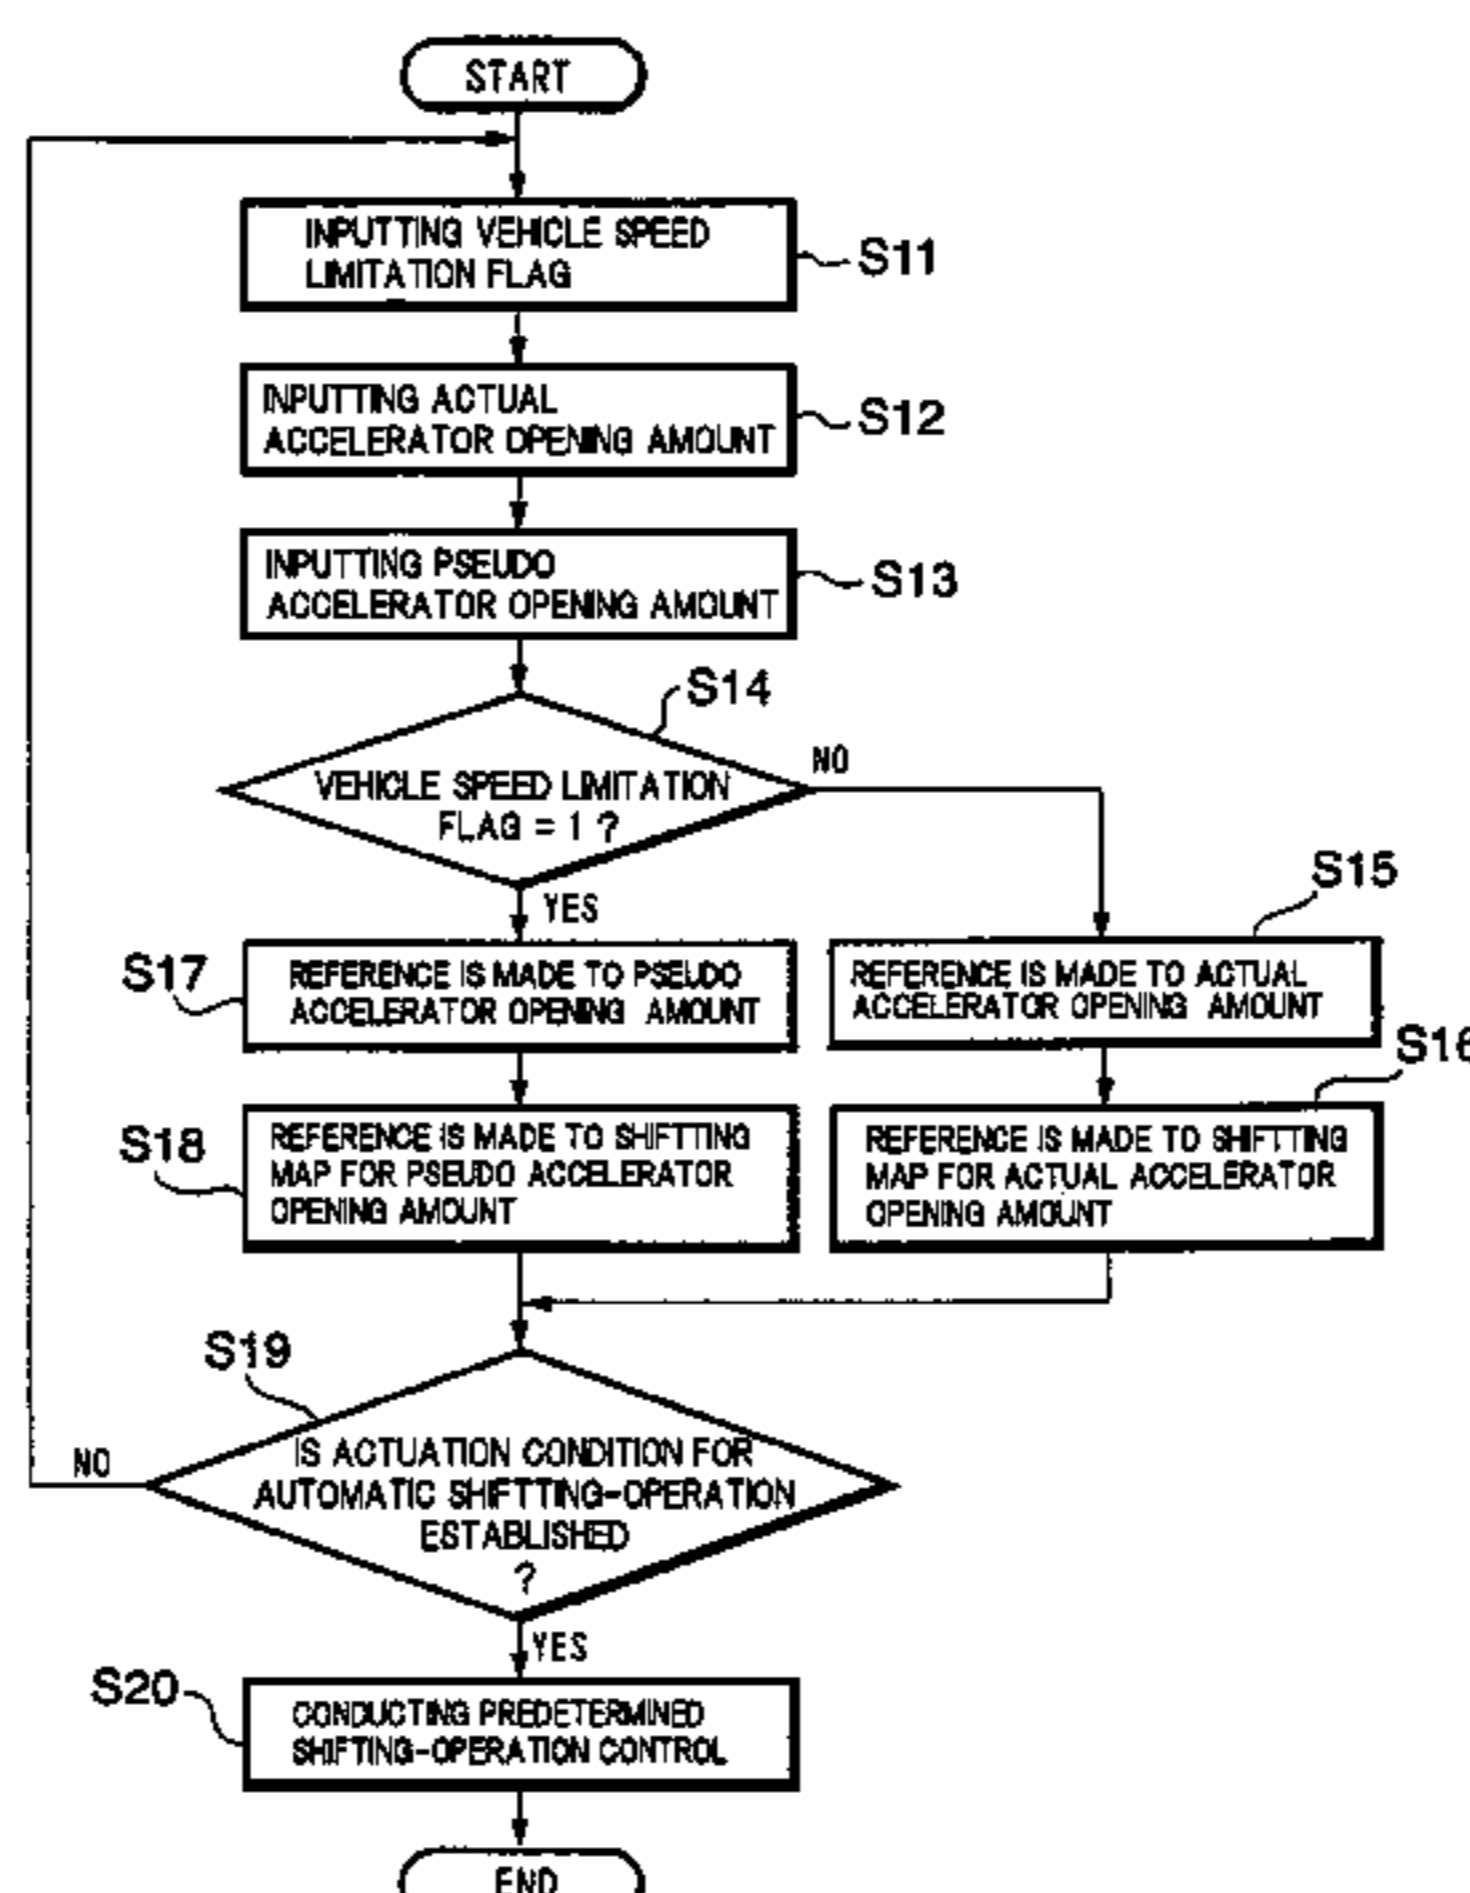 START
INPUTTING VEHICLE SPEED
LIMITATION FLAG
S11
INPUTTING ACTUAL
ACCELERATOR OPENING AMOUNT
S12
INPUTTING PSEUDO
ACCELERATOR OPENING AMOUNT
S13
S14
VEHICLE SPEED LIMITATION
FLAG = 1 ?
NO
YES
S15
S17
REFERENCE IS MADE TO PSEUDO
ACCELERATOR OPENING AMOUNT
REFERENCE IS MADE TO ACTUAL
ACCELERATOR OPENING AMOUNT
S16
S18
REFERENCE IS MADE TO SHIFTTING
MAP FOR PSEUDO ACCELERATOR
OPENING AMOUNT
REFERENCE IS MADE TO SHIFTTING
MAP FOR ACTUAL ACCELERATOR
OPENING AMOUNT
S19
NO
IS ACTUATION CONDITION FOR
AUTOMATIC SHIFTTING-OPERATION
ESTABLISHED
?
YES
S20
CONDUCTING PREDETERMINED
SHIFTING-OPERATION CONTROL
END